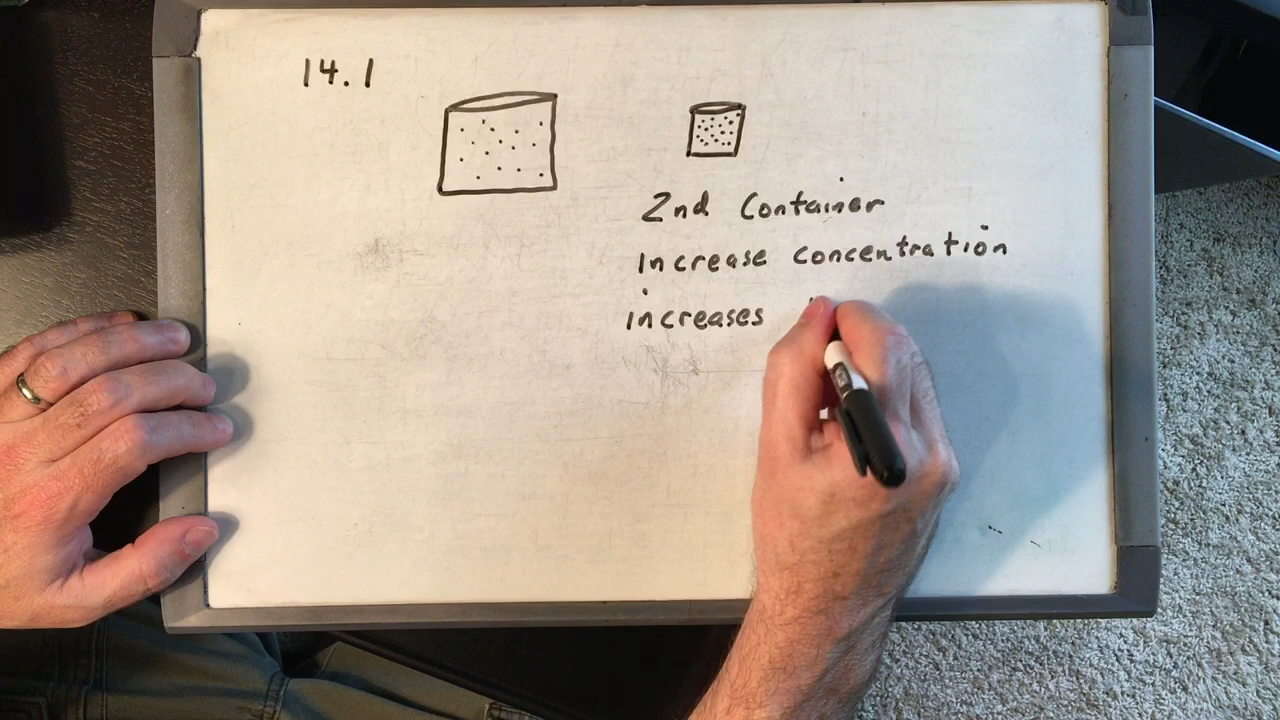 14.1
2nd Container
increase concentration
increases